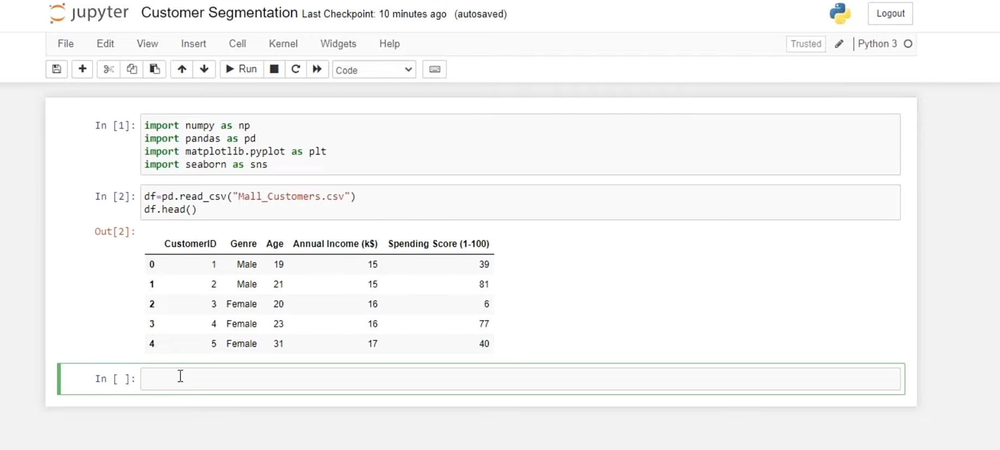 jupyter Customer Segmentation Last Checkpoint: 10 minutes ago (autosaved) Logout
File Edit View Insert Cell Kernel Widgets Help Trusted Python 3
Run Code
In [1]: import numpy as np
import pandas as pd
import matplotlib.pyplot as plt
import seaborn as sns
In [2]: df=pd.read_csv("Mall_Customers.csv")
df.head()
Out[2]:
CustomerID Genre Age Annual Income (k$) Spending Score (1-100)
0 1 Male 19 15 39
1 2 Male 21 15 81
2 3 Female 20 16 6
3 4 Female 23 16 77
4 5 Female 31 17 40
In [ ]: